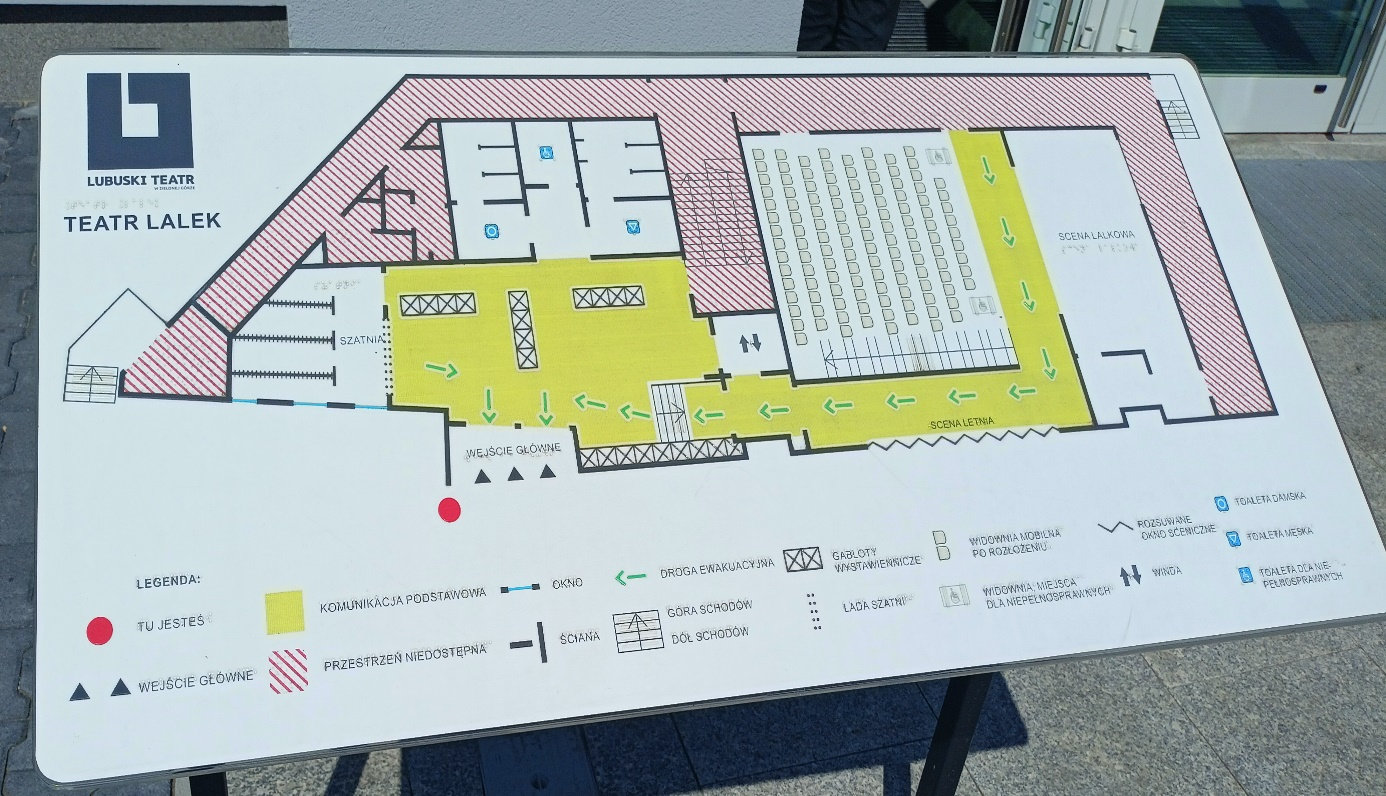 LUBUSKI TEATR
W ZIELONEJ GÓRZE
TEATR LALEK
SZATNIA
WEJŚCIE GŁÓWNE
SCENA LETNIA
SCENA LALKOWA
LEGENDA:
TU JESTEŚ
WEJŚCIE GŁÓWNE
KOMUNIKACJA PODSTAWOWA
PRZESTRZEŃ NIEDOSTĘPNA
OKNO
ŚCIANA
DROGA EWAKUACYJNA
GÓRA SCHODÓW
DÓŁ SCHODÓW
GABLOTY
WYSTAWIENNICZE
LADA SZATNI
WIDOWNIA MOBILNA
PO ROZŁOŻENIU
WIDOWNIA: MIEJSCA
DLA NIEPEŁNOSPRAWNYCH
ROZSUWANE
OKNO SCENICZNE
WINDA
TOALETA DAMSKA
TOALETA MĘSKA
TOALETA DLA NIE-
PEŁNOSPRAWNYCH